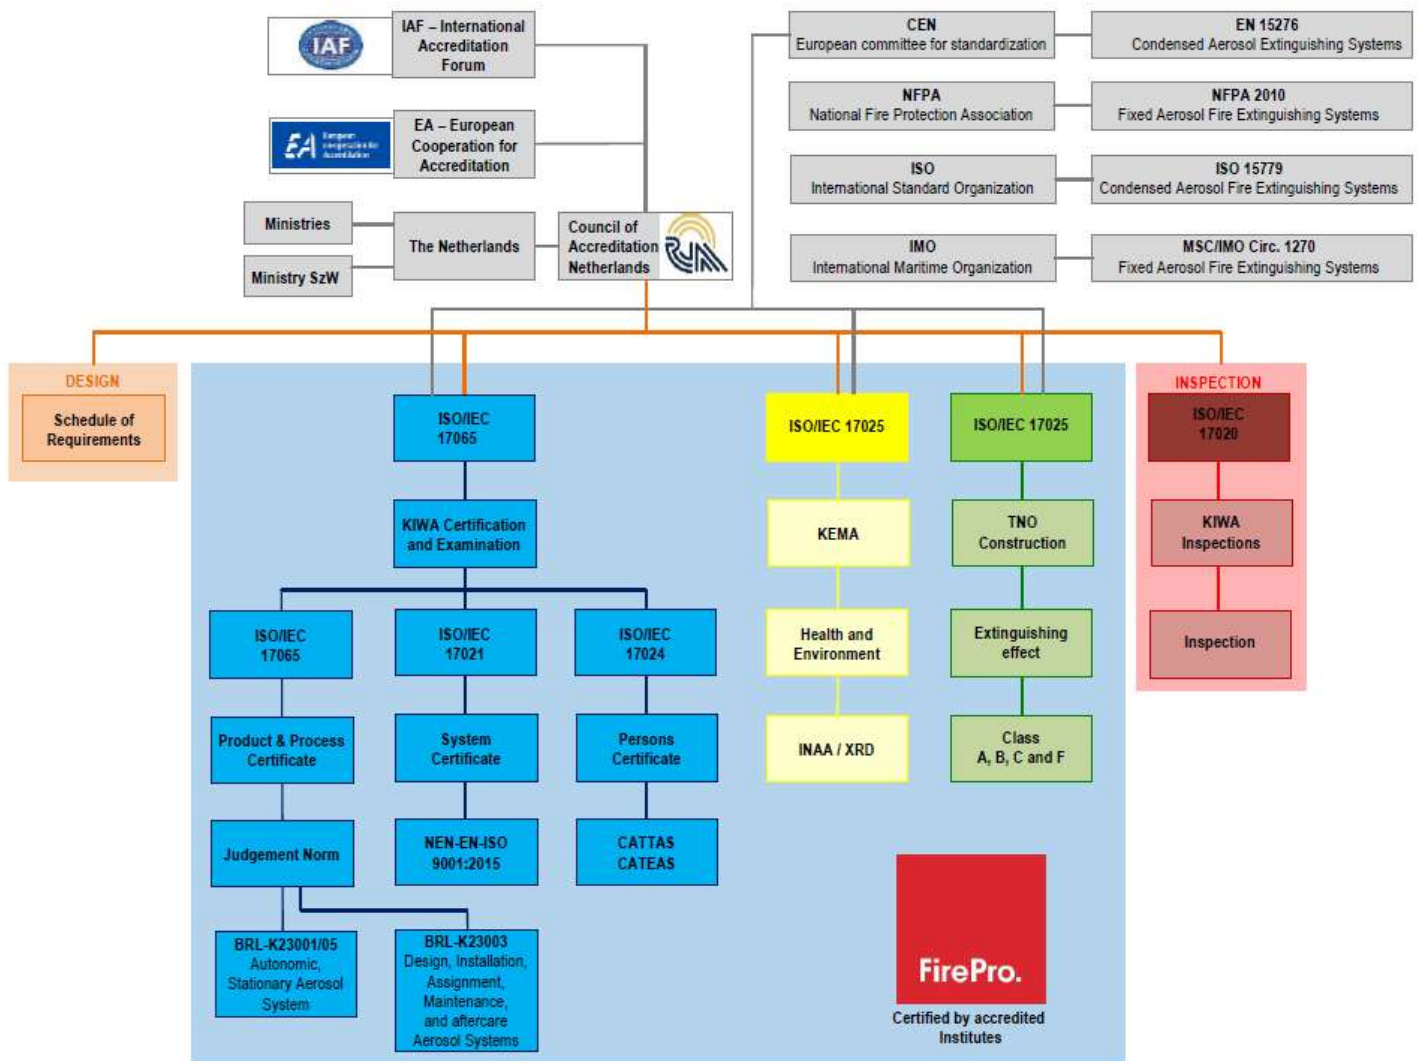 IAF
IAF – International
Accreditation
Forum
EA
European
cooperation for
Accreditation
EA – European
Cooperation for
Accreditation
Ministries
Ministry SzW
The Netherlands
Council of
Accreditation
Netherlands
CEN
European committee for standardization
EN 15276
Condensed Aerosol Extinguishing Systems
NFPA
National Fire Protection Association
NFPA 2010
Fixed Aerosol Fire Extinguishing Systems
ISO
International Standard Organization
ISO 15779
Condensed Aerosol Fire Extinguishing Systems
IMO
International Maritime Organization
MSC/IMO Circ. 1270
Fixed Aerosol Fire Extinguishing Systems
DESIGN
Schedule of
Requirements
ISO/IEC
17065
KIWA Certification
and Examination
ISO/IEC
17065
Product & Process
Certificate
Judgement Norm
BRL-K23001/05
Autonomic,
Stationary Aerosol
System
BRL-K23003
Design, Installation,
Assignment,
Maintenance,
and aftercare
Aerosol Systems
ISO/IEC
17021
System
Certificate
NEN-EN-ISO
9001:2015
ISO/IEC
17024
Persons
Certificate
CATTAS
CATEAS
ISO/IEC 17025
KEMA
Health and
Environment
INAA / XRD
ISO/IEC 17025
TNO
Construction
Extinguishing
effect
Class
A, B, C and F
INSPECTION
ISO/IEC
17020
KIWA
Inspections
Inspection
FirePro.
Certified by accredited
Institutes